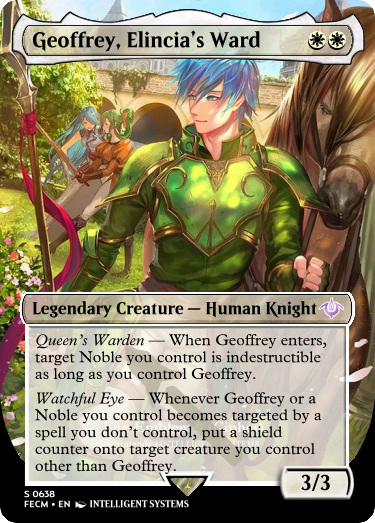 Geoffrey, Elincia's Ward
Legendary Creature — Human Knight
Queen's Warden — When Geoffrey enters,
target Noble you control is indestructible
as long as you control Geoffrey.
Watchful Eye — Whenever Geoffrey or a
Noble you control becomes targeted by a
spell you don't control, put a shield
counter onto target creature you control
other than Geoffrey.
3/3
S 0638
FECM • EN INTELLIGENT SYSTEMS